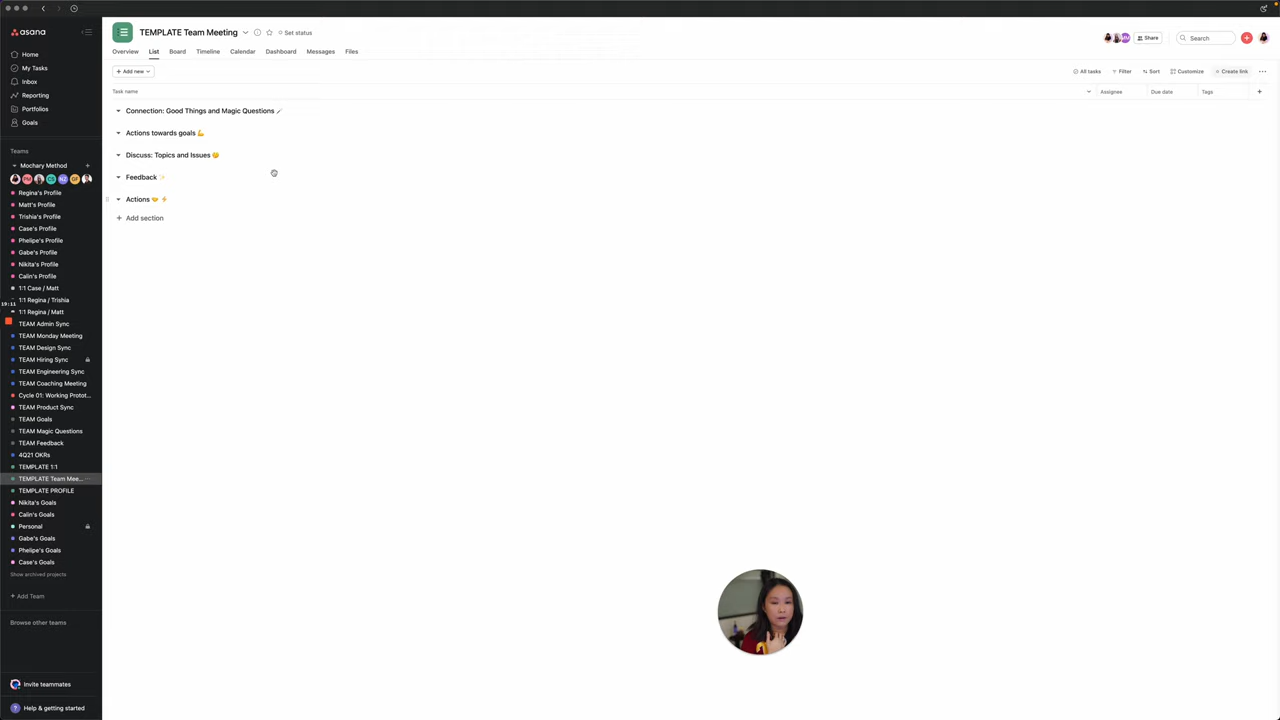 asana
Home
My Tasks
Inbox
Reporting
Portfolios
Goals
Teams
Mochary Method
PM
CS
NZ
GF
Regina's Profile
Matt's Profile
Trishia's Profile
Case's Profile
Phelipe's Profile
Gabe's Profile
Nikita's Profile
Calin's Profile
1:1 Case / Matt
1:1 Regina / Trishia
19:11
1:1 Regina / Matt
TEAM Admin Sync
TEAM Monday Meeting
TEAM Design Sync
TEAM Hiring Sync
TEAM Engineering Sync
TEAM Coaching Meeting
Cycle 01: Working Protot...
TEAM Product Sync
TEAM Goals
TEAM Magic Questions
TEAM Feedback
4Q21 OKRs
TEMPLATE 1:1
TEMPLATE Team Mee...
TEMPLATE PROFILE
Nikita's Goals
Calin's Goals
Personal
Gabe's Goals
Phelipe's Goals
Case's Goals
Show archived projects
+ Add Team
Browse other teams
Invite teammates
? Help & getting started
TEMPLATE Team Meeting
Set status
Share
Search
Overview
List
Board
Timeline
Calendar
Dashboard
Messages
Files
+ Add new
All tasks
Filter
Sort
Customize
Create link
Task name
Assignee
Due date
Tags
Connection: Good Things and Magic Questions 🪄
Actions towards goals 💪
Discuss: Topics and Issues 😊
Feedback ✨
Actions 🤝 ⚡
+ Add section